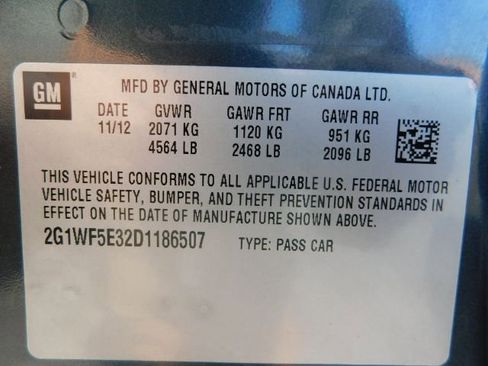 GM
MFD BY GENERAL MOTORS OF CANADA LTD.
DATE GVWR GAWR FRT GAWR RR
11/12 2071 KG 1120 KG 951 KG
4564 LB 2468 LB 2096 LB
THIS VEHICLE CONFORMS TO ALL APPLICABLE U.S. FEDERAL MOTOR
VEHICLE SAFETY, BUMPER, AND THEFT PREVENTION STANDARDS IN
EFFECT ON THE DATE OF MANUFACTURE SHOWN ABOVE.
2G1WF5E32D1186507 TYPE: PASS CAR